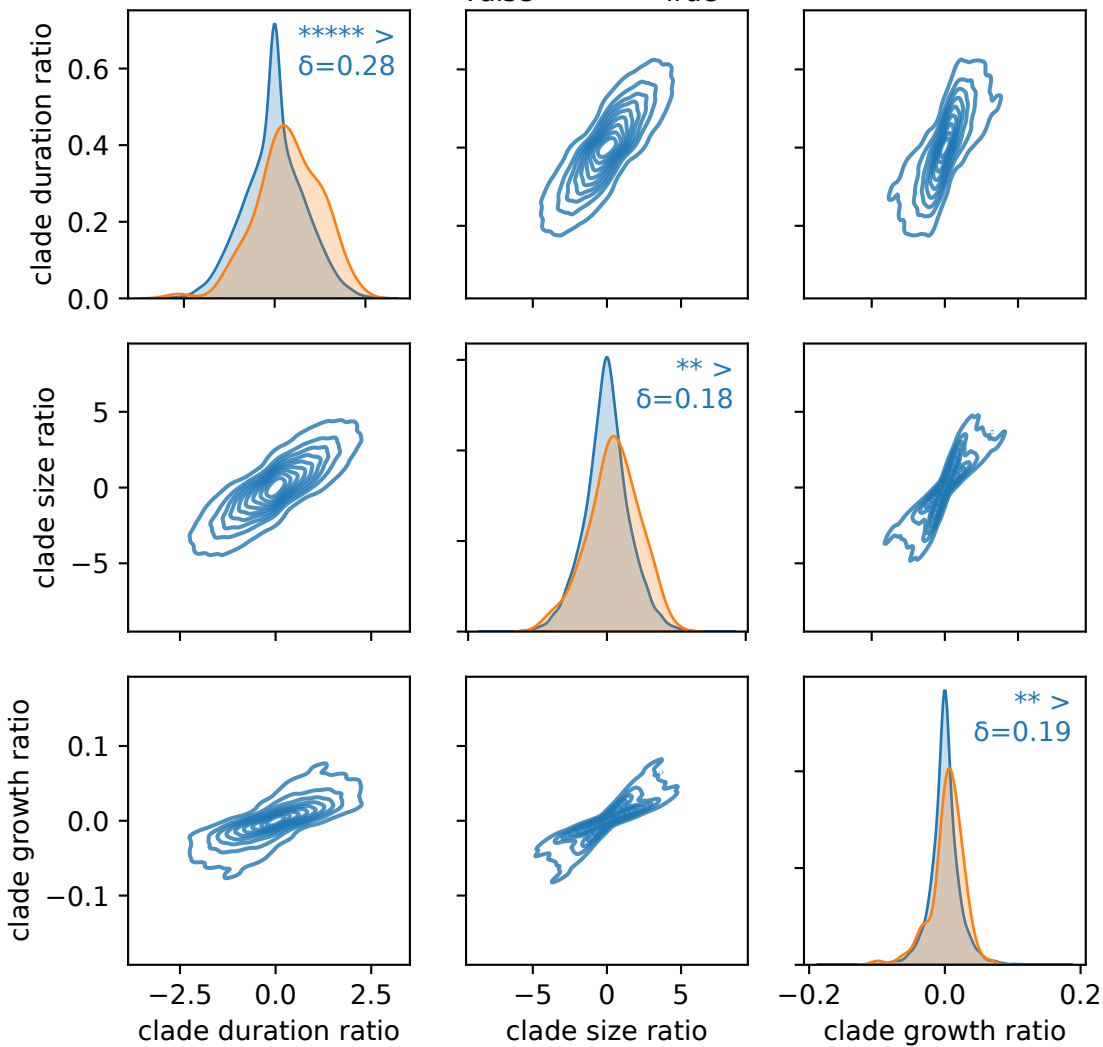 clade duration ratio
0.6
0.4
0.2
0.0
***** >
δ=0.28
clade size ratio
5
0
−5
** >
δ=0.18
clade growth ratio
0.1
0.0
−0.1
** >
δ=0.19
−2.5 0.0 2.5
−5 0 5
−0.2 0.0 0.2
clade duration ratio
clade size ratio
clade growth ratio